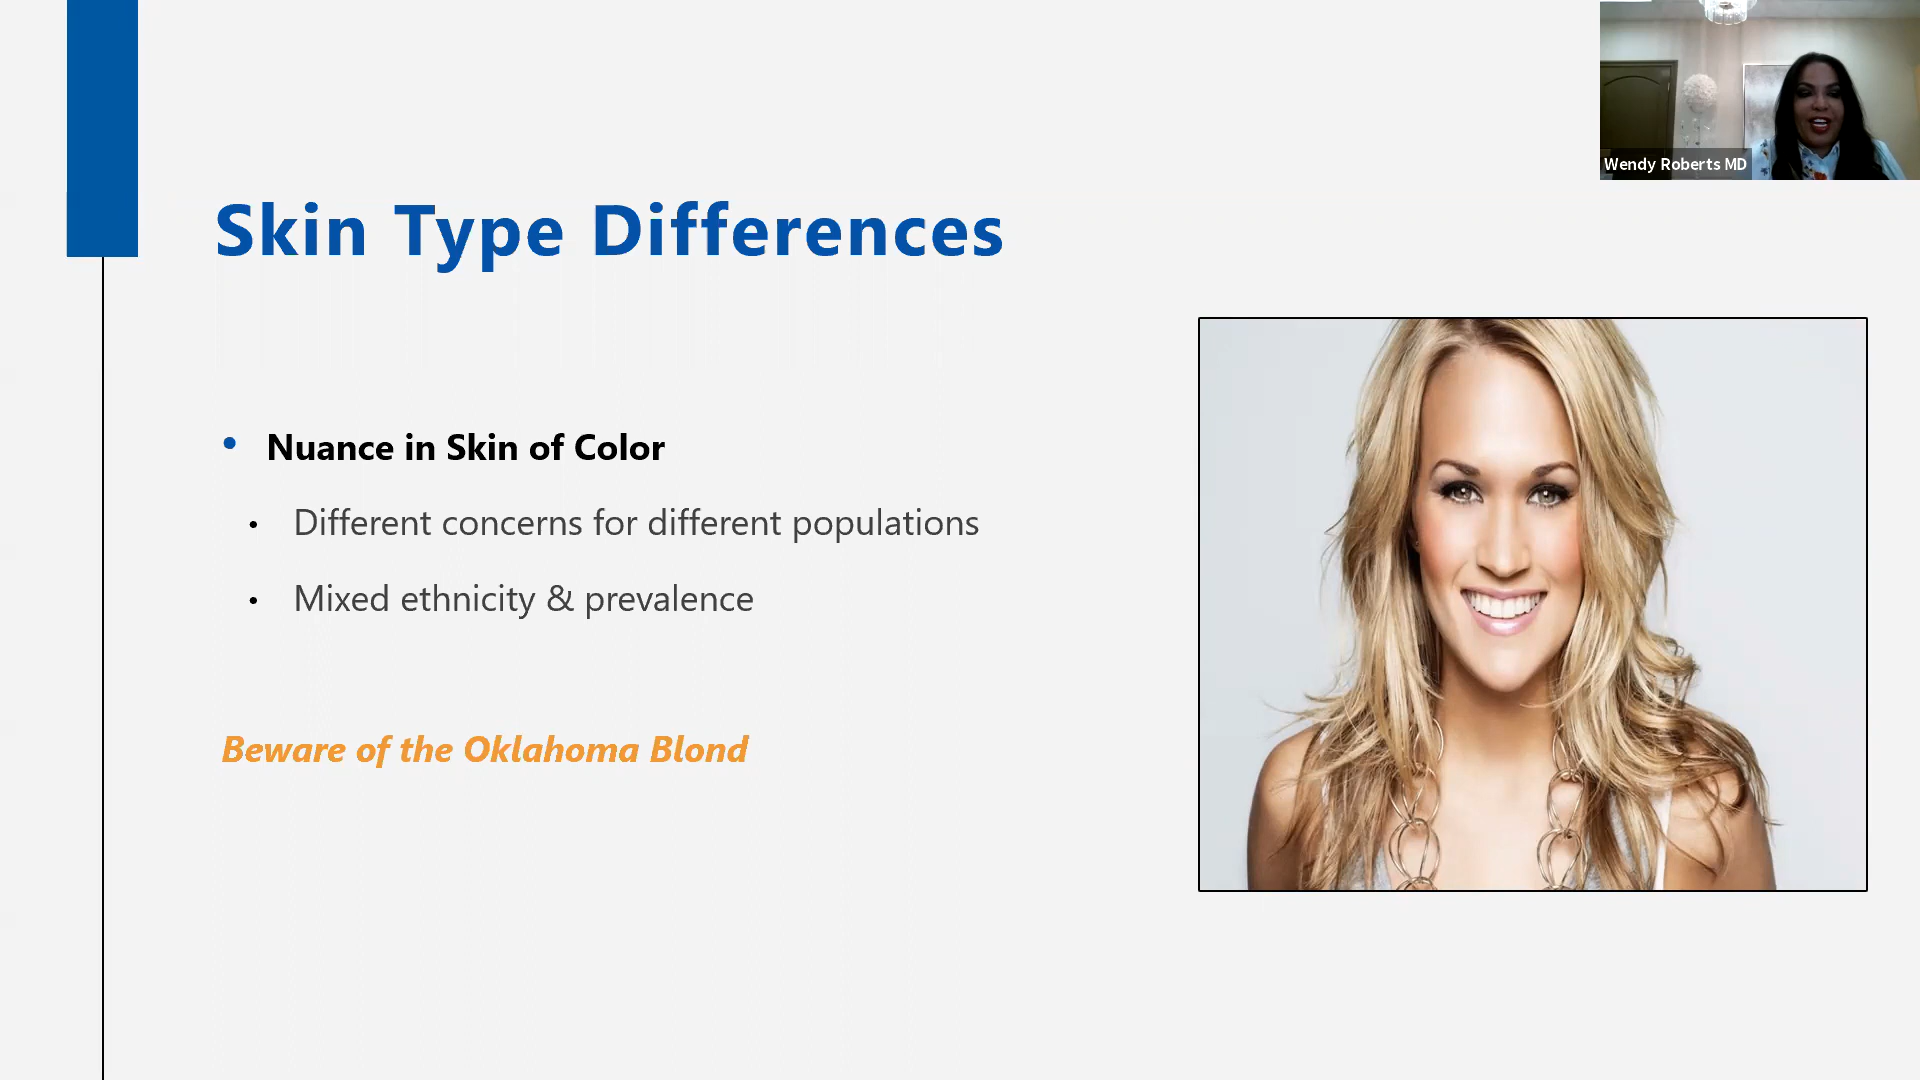 Wendy Roberts MD
Skin Type Differences
• Nuance in Skin of Color
• Different concerns for different populations
• Mixed ethnicity & prevalence
Beware of the Oklahoma Blond